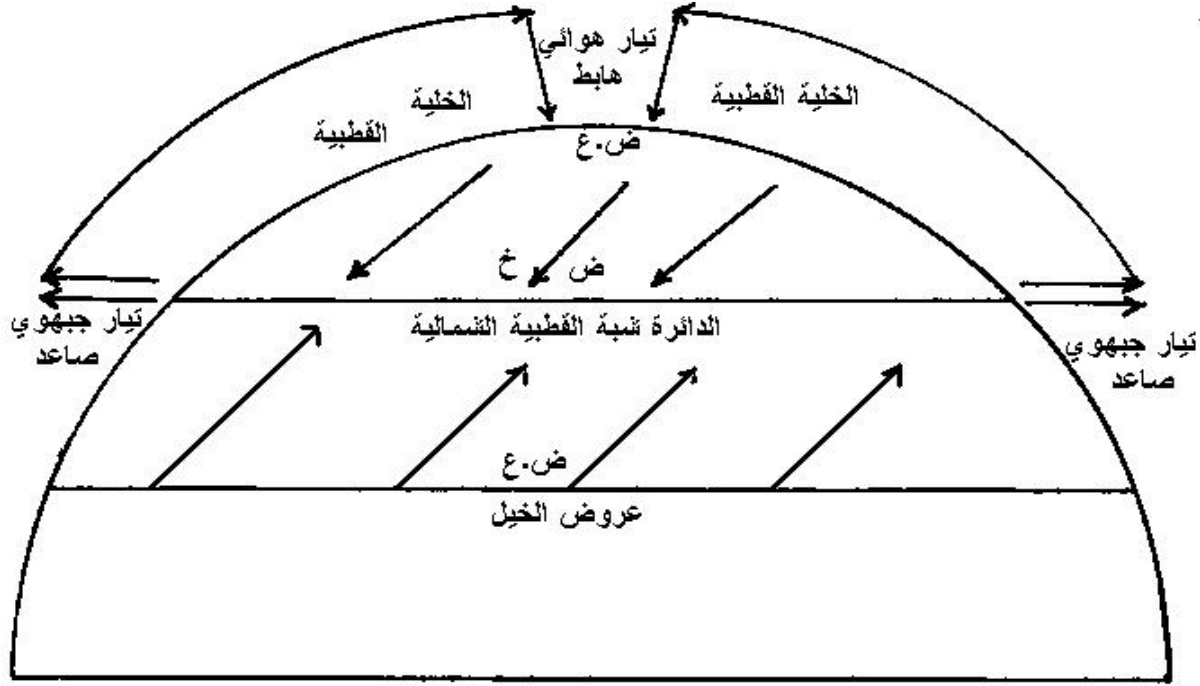 تيار هوائي
هابط
الخلية القطبية
الخلية
القطبية
ض.ع
ض . خ
الدائرة شبة القطبية الشمالية
تيار جبهوي
صاعد
تيار جبهوي
صاعد
ض.ع
عروض الخيل